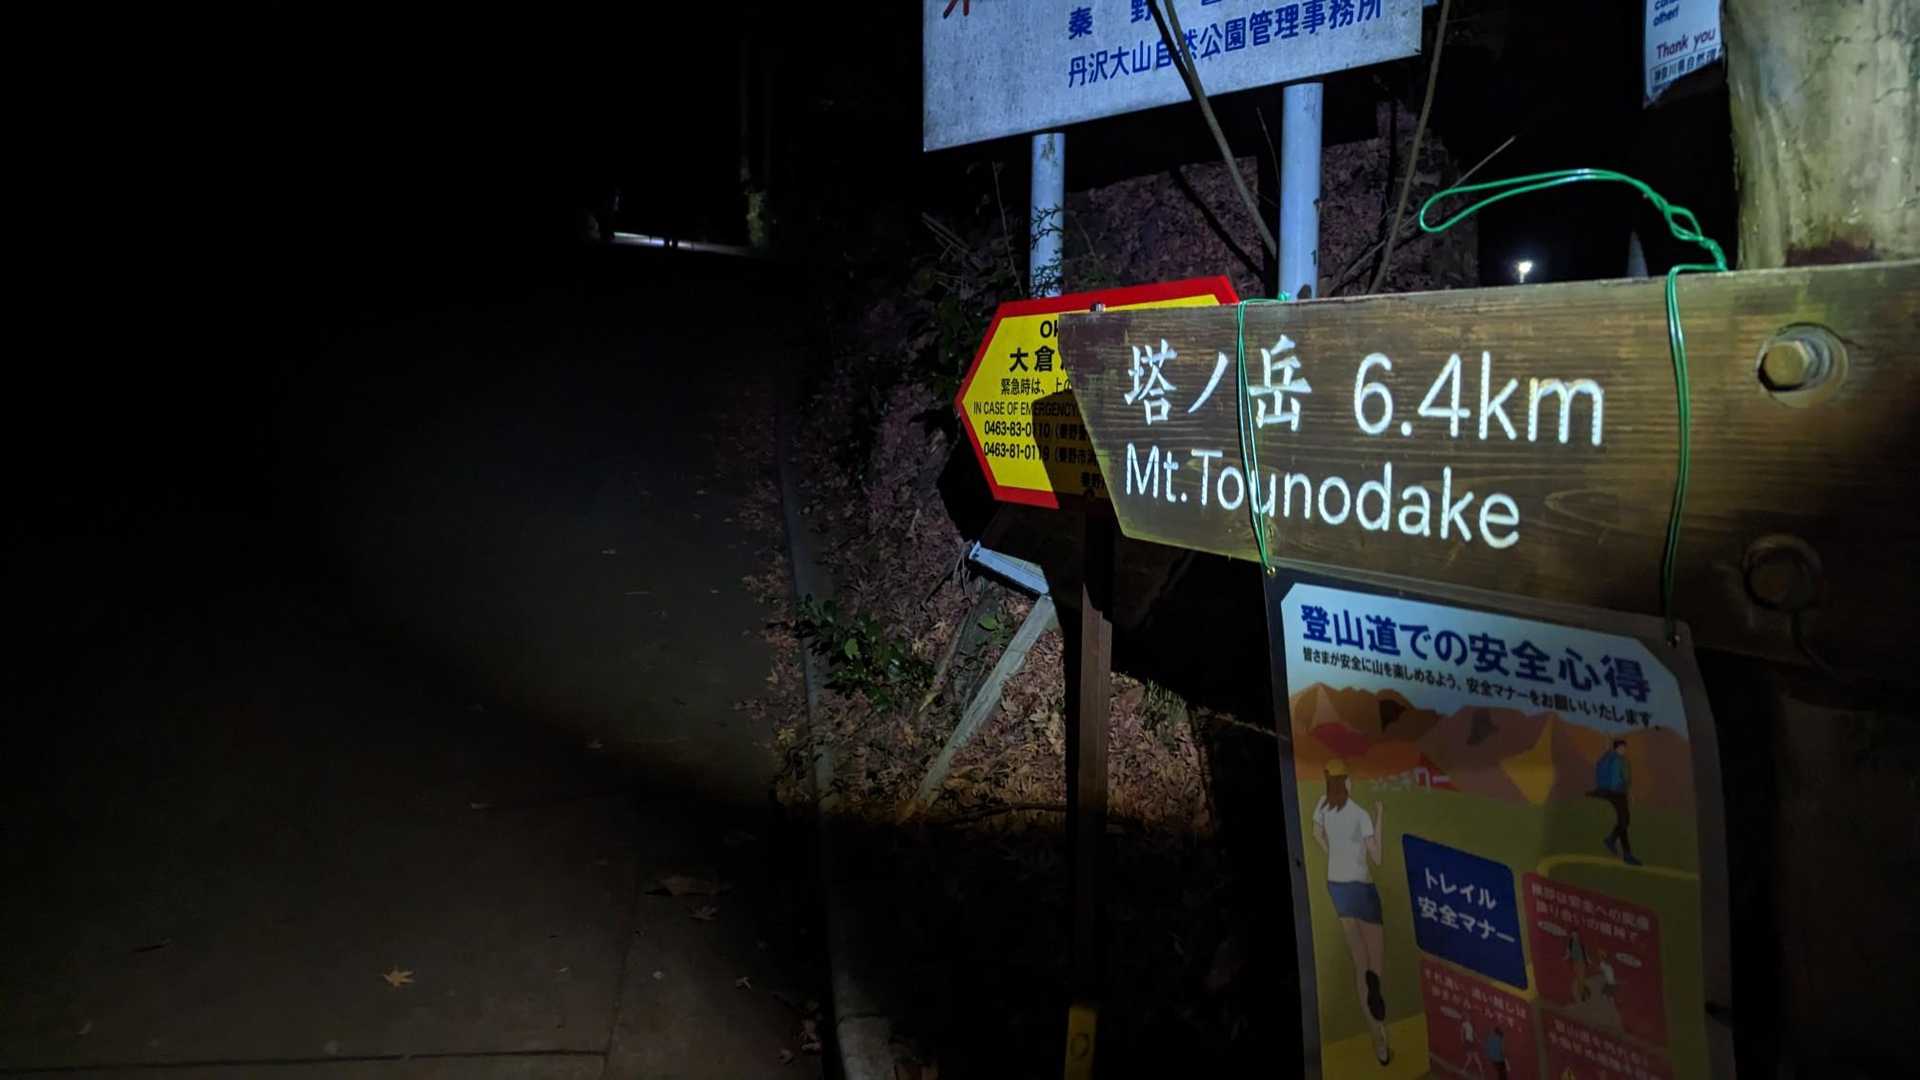 秦野
丹沢大山自然公園管理事務所
other!
Thank you
大倉
緊急時は、上の
IN CASE OF EMERGENCY
0463-83-0110
0463-81-0119
塔ノ岳 6.4km
Mt.Tounodake
登山道での安全心得
皆さまが安全に山を楽しめるよう、安全マナーをお願いいたします。
トレイル
安全マナー